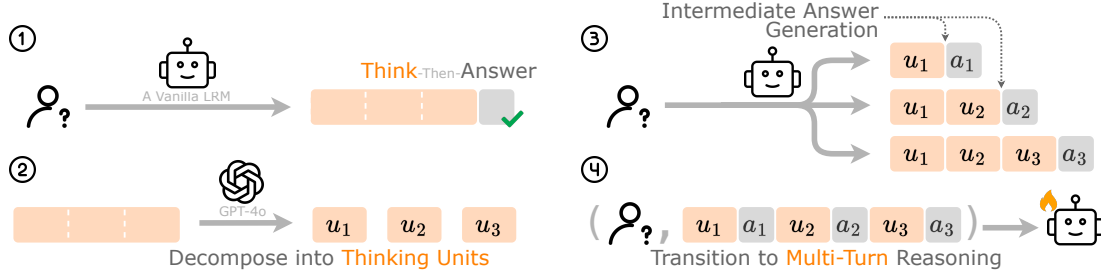 1
A Vanilla LRM
Think-Then-Answer
?
2
GPT-4o
u1 u2 u3
Decompose into Thinking Units
3
Intermediate Answer
Generation
?
u1 a1
u1 u2 a2
u1 u2 u3 a3
4
( ?, u1 a1 u2 a2 u3 a3 )
Transition to Multi-Turn Reasoning